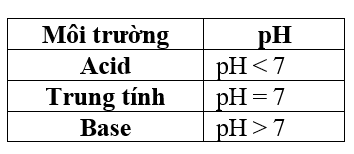 Môi trường pH
Acid pH < 7
Trung tính pH = 7
Base pH > 7